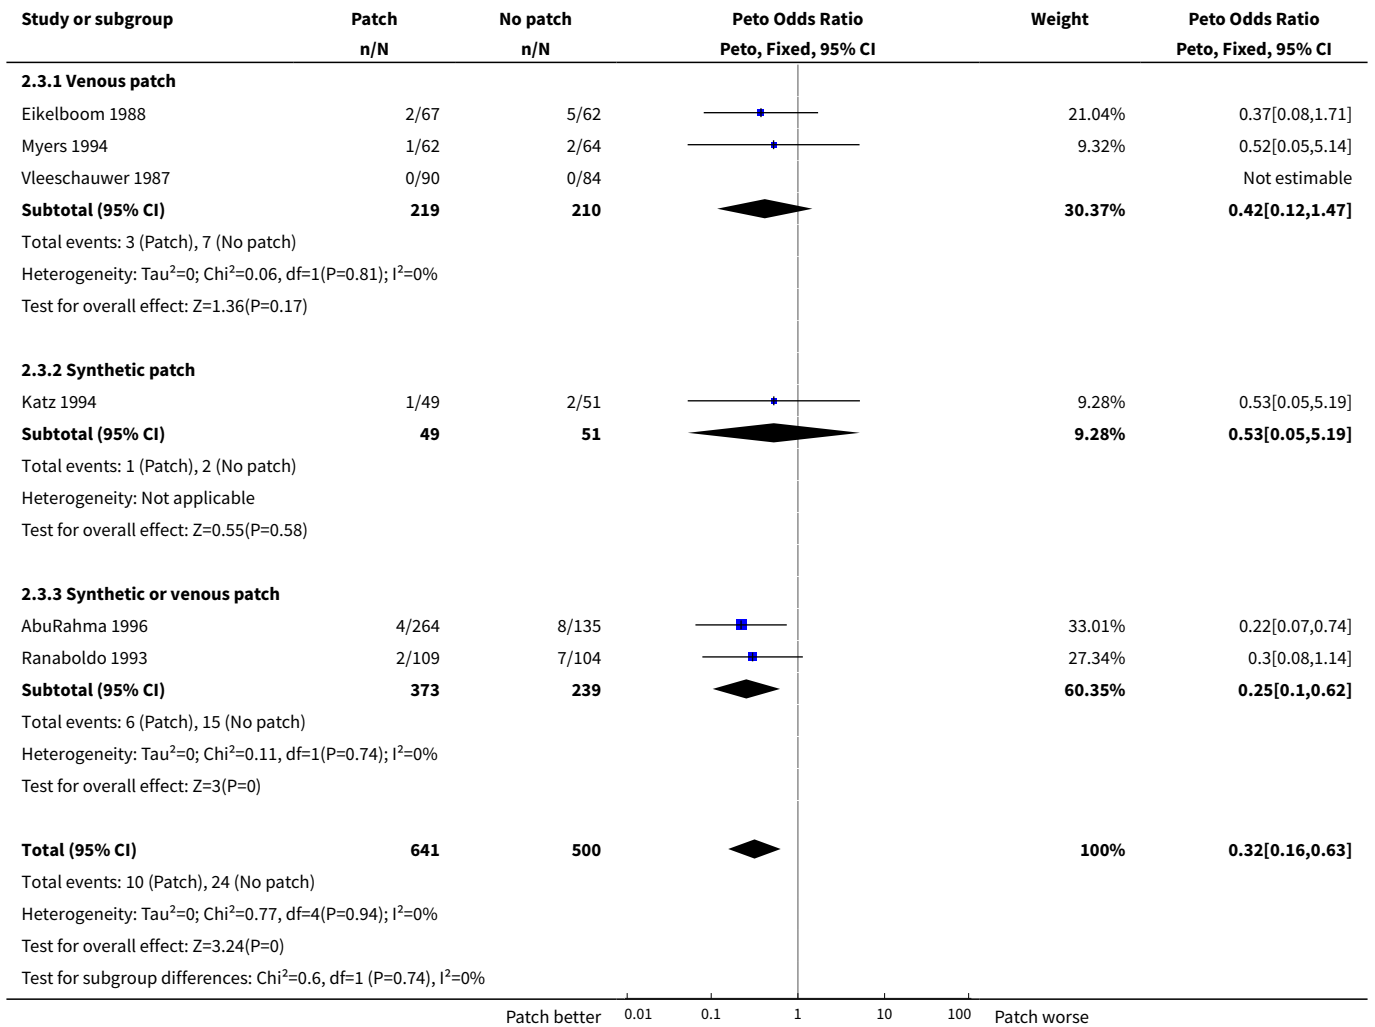 Study or subgroup Patch No patch Peto Odds Ratio Weight Peto Odds Ratio
n/N n/N Peto, Fixed, 95% CI Peto, Fixed, 95% CI
2.3.1 Venous patch
Eikelboom 1988 2/67 5/62 21.04% 0.37[0.08,1.71]
Myers 1994 1/62 2/64 9.32% 0.52[0.05,5.14]
Vleeschauwer 1987 0/90 0/84 Not estimable
Subtotal (95% CI) 219 210 30.37% 0.42[0.12,1.47]
Total events: 3 (Patch), 7 (No patch)
Heterogeneity: Tau²=0; Chi²=0.06, df=1(P=0.81); I²=0%
Test for overall effect: Z=1.36(P=0.17)
2.3.2 Synthetic patch
Katz 1994 1/49 2/51 9.28% 0.53[0.05,5.19]
Subtotal (95% CI) 49 51 9.28% 0.53[0.05,5.19]
Total events: 1 (Patch), 2 (No patch)
Heterogeneity: Not applicable
Test for overall effect: Z=0.55(P=0.58)
2.3.3 Synthetic or venous patch
AbuRahma 1996 4/264 8/135 33.01% 0.22[0.07,0.74]
Ranaboldo 1993 2/109 7/104 27.34% 0.3[0.08,1.14]
Subtotal (95% CI) 373 239 60.35% 0.25[0.1,0.62]
Total events: 6 (Patch), 15 (No patch)
Heterogeneity: Tau²=0; Chi²=0.11, df=1(P=0.74); I²=0%
Test for overall effect: Z=3(P=0)
Total (95% CI) 641 500 100% 0.32[0.16,0.63]
Total events: 10 (Patch), 24 (No patch)
Heterogeneity: Tau²=0; Chi²=0.77, df=4(P=0.94); I²=0%
Test for overall effect: Z=3.24(P=0)
Test for subgroup differences: Chi²=0.6, df=1 (P=0.74), I²=0%
Patch better 0.01 0.1 1 10 100 Patch worse